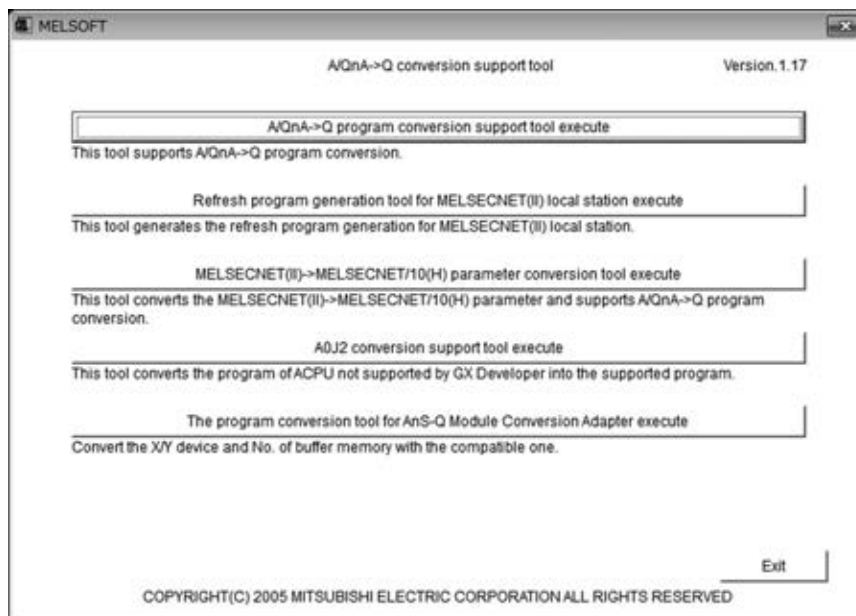 MELSOFT
A/QnA->Q conversion support tool Version.1.17
A/QnA->Q program conversion support tool execute
This tool supports A/QnA->Q program conversion.
Refresh program generation tool for MELSECNET(II) local station execute
This tool generates the refresh program generation for MELSECNET(II) local station.
MELSECNET(II)->MELSECNET/10(H) parameter conversion tool execute
This tool converts the MELSECNET(II)->MELSECNET/10(H) parameter and supports A/QnA->Q program
conversion.
A0J2 conversion support tool execute
This tool converts the program of ACPU not supported by GX Developer into the supported program.
The program conversion tool for AnS-Q Module Conversion Adapter execute
Convert the X/Y device and No. of buffer memory with the compatible one.
Exit
COPYRIGHT(C) 2005 MITSUBISHI ELECTRIC CORPORATION ALL RIGHTS RESERVED